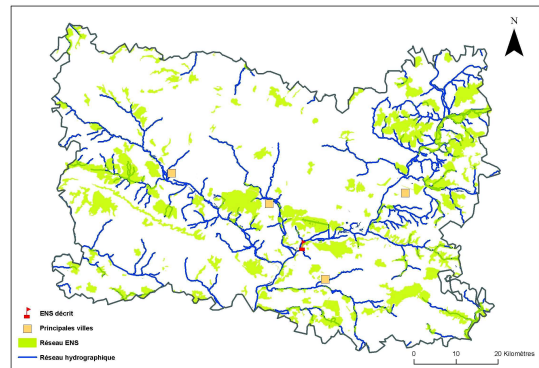 N
ENS décrit
Principales villes
Réseau ENS
Réseau hydrographique
0 10 20 Kilomètres